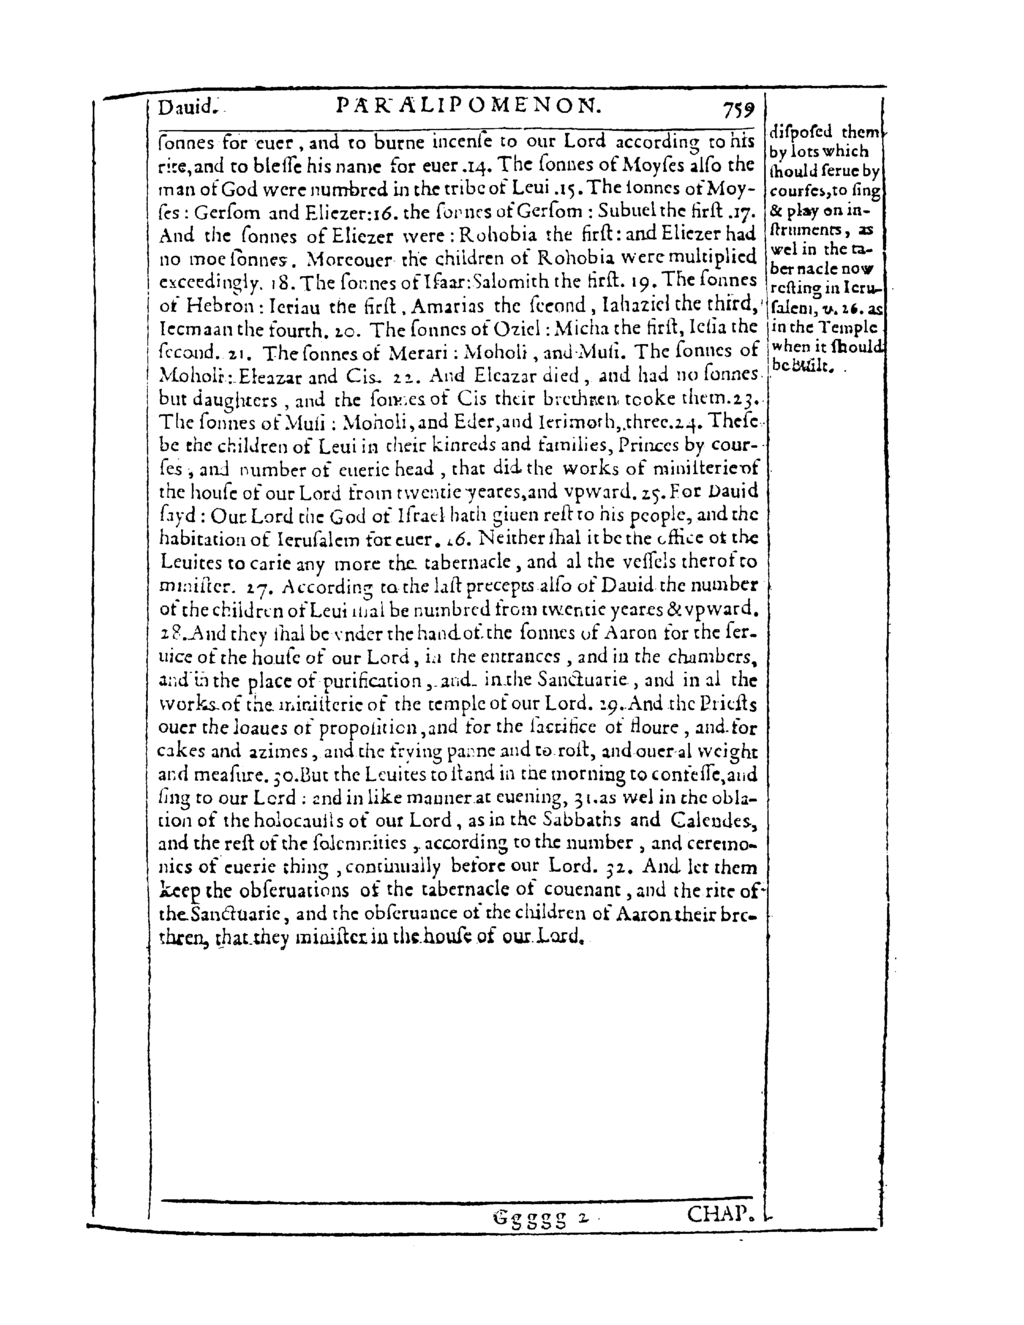 Dauid. PARALIPOMENON. 759
ſonnes for euer, and to burne incenſe to our Lord according to his
rite, and to bleſſe his name for euer .14. The ſonnes of Moyſes alſo the
man of God were numbred in the tribe of Leui .15. The ſonnes of Moy-
ſes : Gerſom and Eliezer:16. the ſonnes of Gerſom : Subuel the firſt .17.
And the ſonnes of Eliezer were : Rohobia the firſt: and Eliezer had
no moe ſonnes. Moreouer the children of Rohobia were multiplied
exceedingly. 18. The ſonnes of Iſaar: Salomith the firſt. 19. The ſonnes
of Hebron : Ieriau the firſt, Amarias the ſecond, Iahaziel the third,
Iecmaan the fourth. 20. The ſonnes of Oziel : Micha the firſt, Ieſia the
ſecond. 21. The ſonnes of Merari : Moholi, and Muſi. The ſonnes of
Moholi : Eleazar and Cis. 22. And Eleazar died, and had no ſonnes
but daughters, and the ſonnes of Cis their brethren tooke them.23.
The ſonnes of Muſi : Moholi, and Eder, and Ierimoth, three.24. Theſe
be the children of Leui in their kinreds and families, Princes by cour-
ſes, and number of euerie head, that did the works of miniſterie of
the houſe of our Lord from twentie yeares, and vpward. 25. For Dauid
ſayd : Our Lord the God of Iſrael hath giuen reſt to his people, and the
habitation of Ieruſalem for euer. 26. Neither ſhal it be the office of the
Leuites to carie any more the tabernacle, and al the veſſels therof to
miniſter. 27. According to the laſt precepts alſo of Dauid the number
of the children of Leui ſhal be numbred from twentie yeares & vpward.
28. And they ſhal be vnder the hand of the ſonnes of Aaron for the ſer-
uice of the houſe of our Lord, in the entrances, and in the chambers,
and in the place of purification, and in the Sanctuarie, and in al the
works of the miniſterie of the temple of our Lord. 29. And the Prieſts
ouer the loaues of propoſition, and for the ſacrifice of floure, and for
cakes and azimes, and the frying panne and to roſt, and ouer al weight
and meaſure. 30. But the Leuites to ſtand in the morning to confeſſe, and
ſing to our Lord : and in like manner at euening, 31. as wel in the obla-
tion of the holocauſts of our Lord, as in the Sabbaths and Calendes,
and the reſt of the ſolemnities, according to the number, and ceremo-
nies of euerie thing, continually before our Lord. 32. And let them
keep the obſeruations of the tabernacle of couenant, and the rite of
the Sanctuarie, and the obſeruance of the children of Aaron their bre-
thren, that they miniſter in the houſe of our Lord.
diſpoſed them
by lots which
ſhould ſerue by
courſes, to ſing
& play on in-
ſtruments, as
wel in the ta-
bernacle now
reſting in Ieru-
ſalem, v. 26. as
in the Temple
when it ſhould
be built.
Ggggg 2 CHAP.